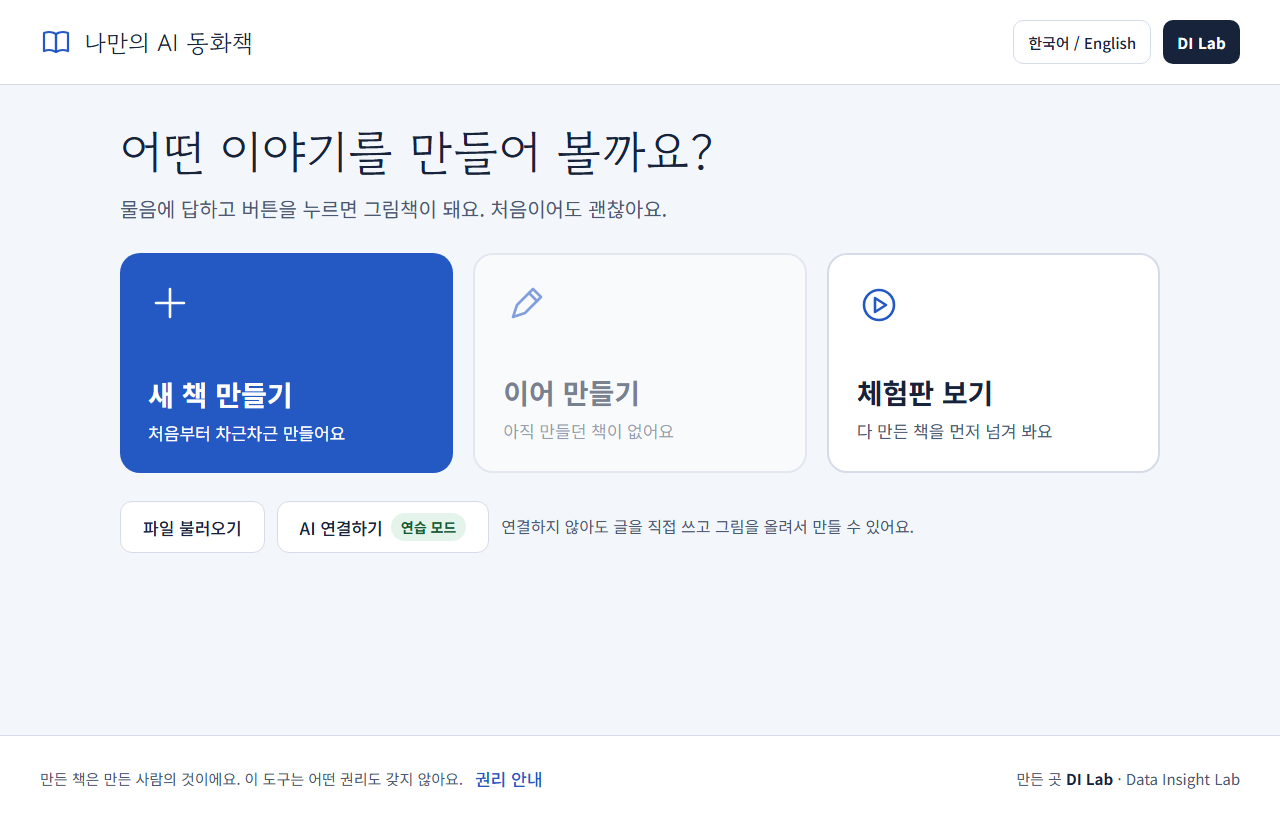 나만의 AI 동화책
한국어 / English
DI Lab
어떤 이야기를 만들어 볼까요?
물음에 답하고 버튼을 누르면 그림책이 돼요. 처음이어도 괜찮아요.
새 책 만들기
처음부터 차근차근 만들어요
이어 만들기
아직 만들던 책이 없어요
체험판 보기
다 만든 책을 먼저 넘겨 봐요
파일 불러오기
AI 연결하기 연습 모드
연결하지 않아도 글을 직접 쓰고 그림을 올려서 만들 수 있어요.
만든 책은 만든 사람의 것이에요. 이 도구는 어떤 권리도 갖지 않아요. 권리 안내
만든 곳 DI Lab · Data Insight Lab